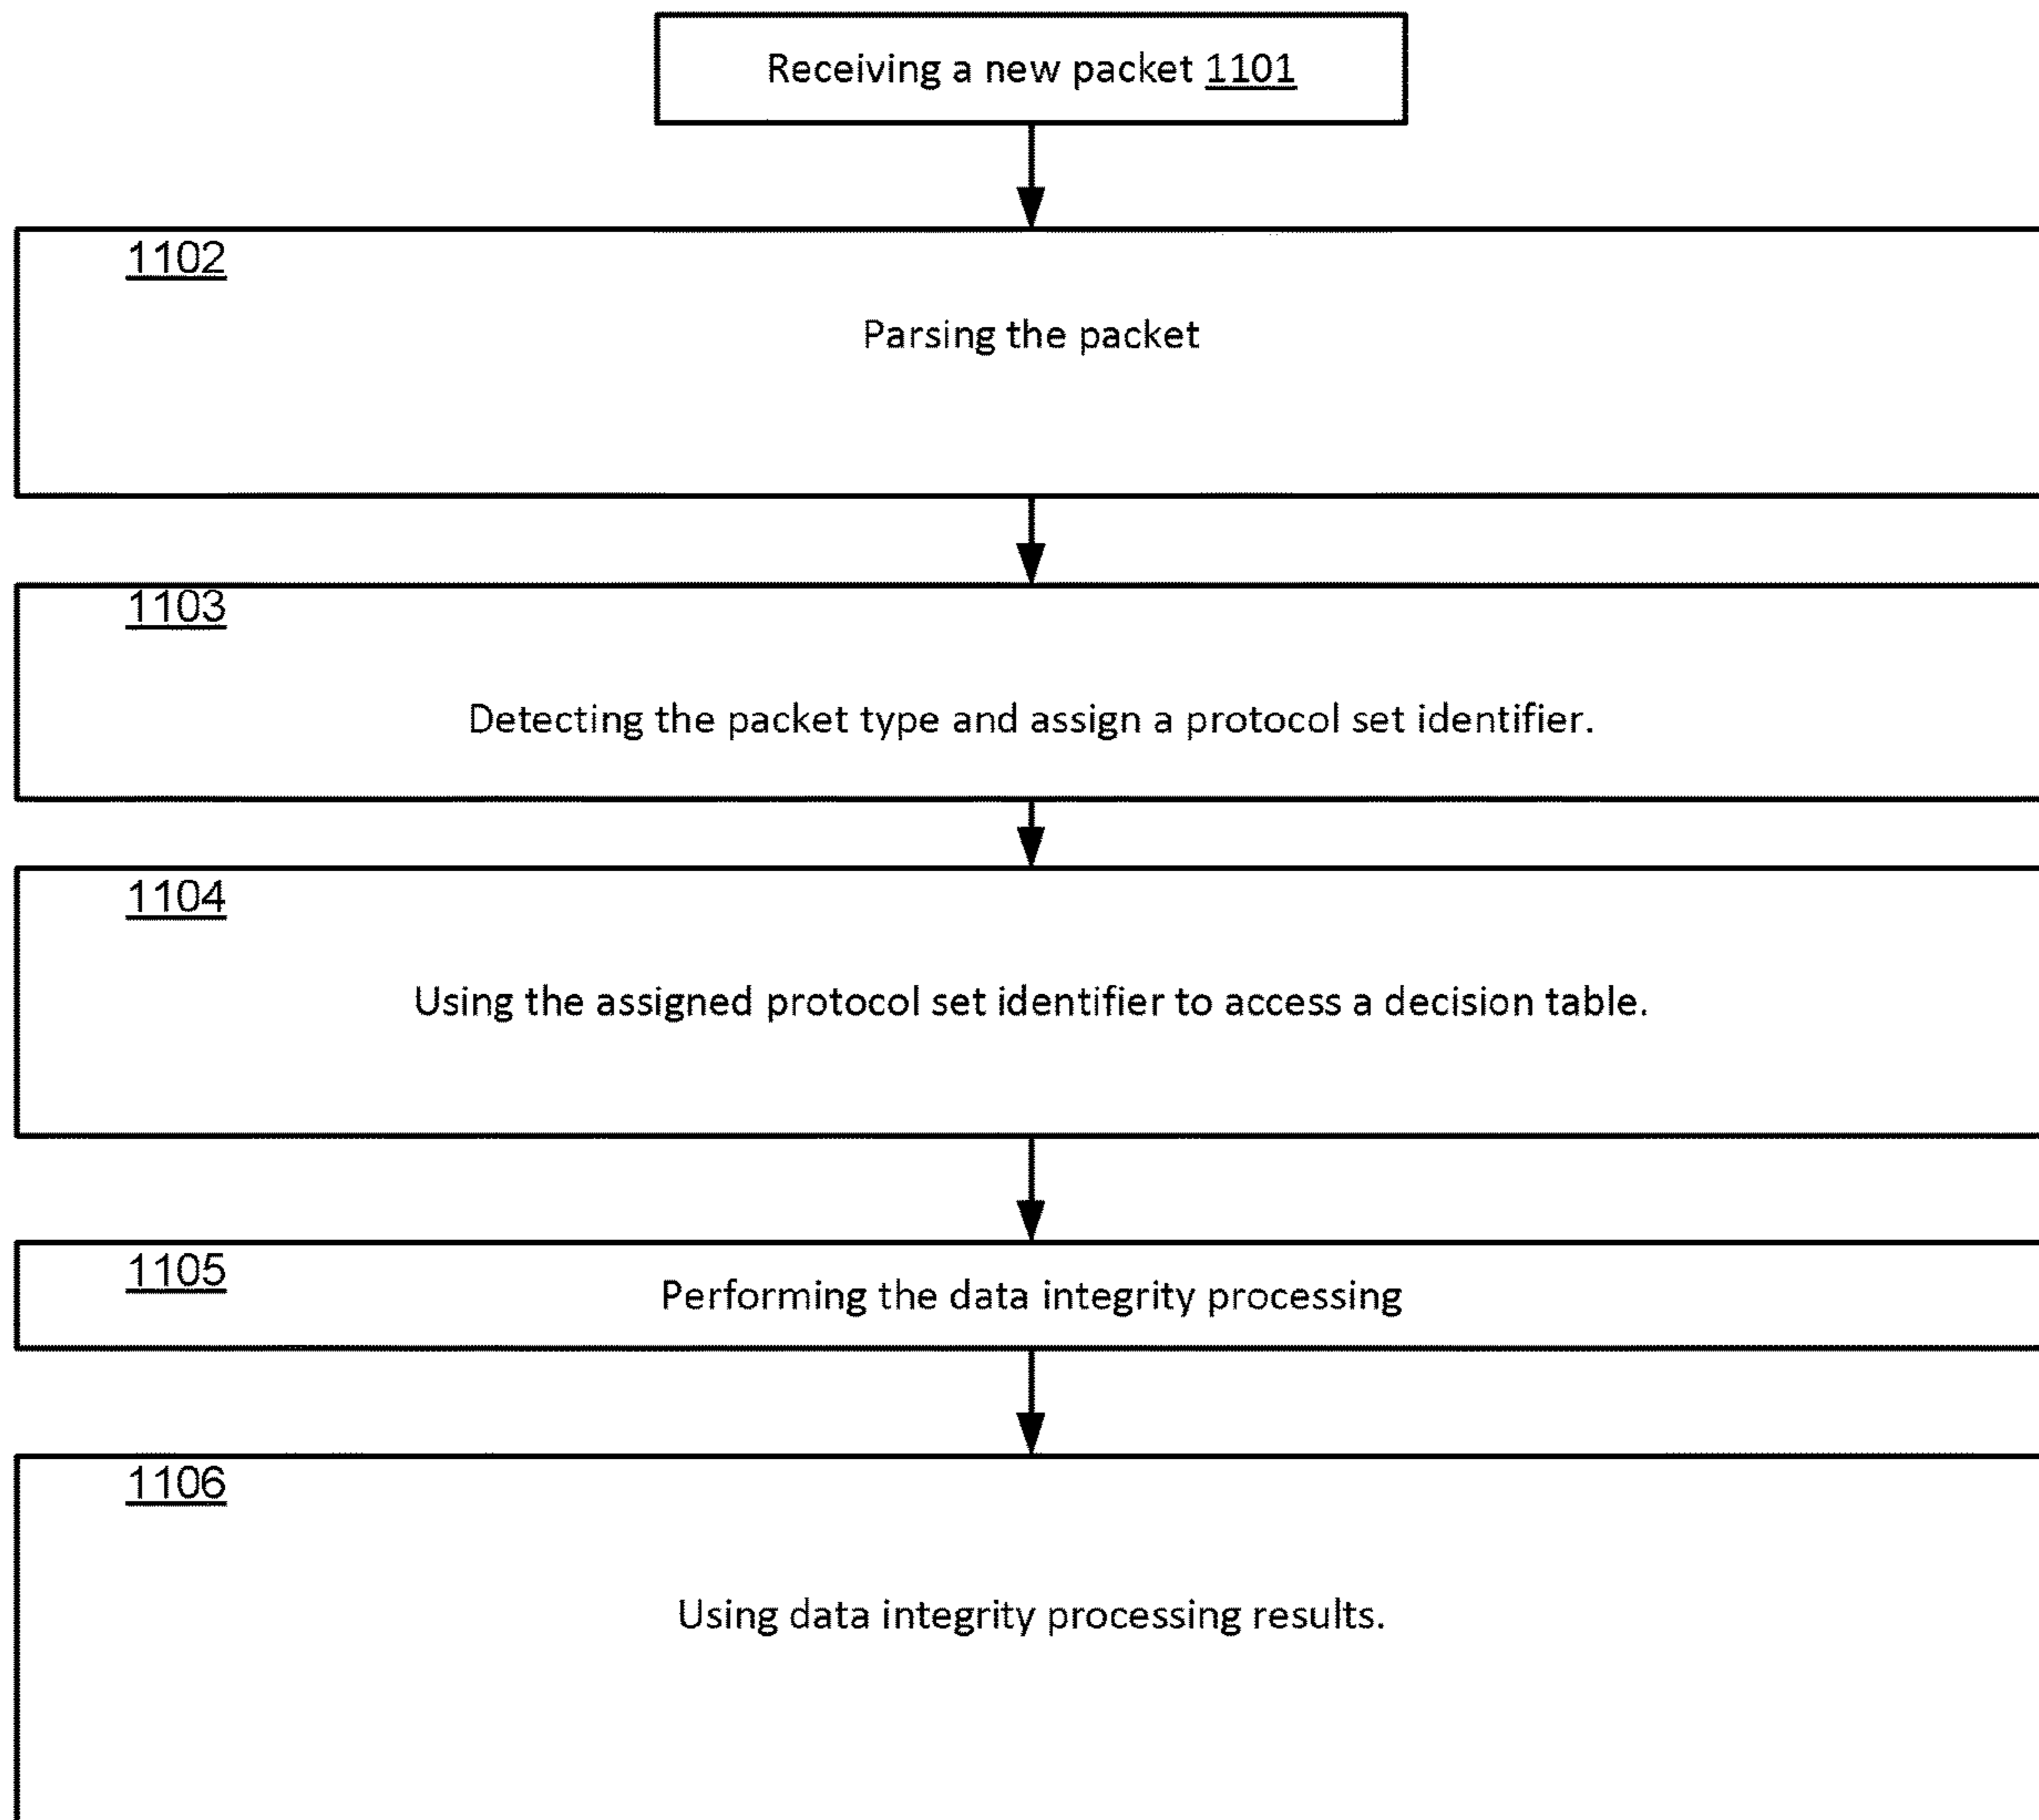 Receiving a new packet 1101
1102
Parsing the packet
1103
Detecting the packet type and assign a protocol set identifier.
1104
Using the assigned protocol set identifier to access a decision table.
1105
Performing the data integrity processing
1106
Using data integrity processing results.